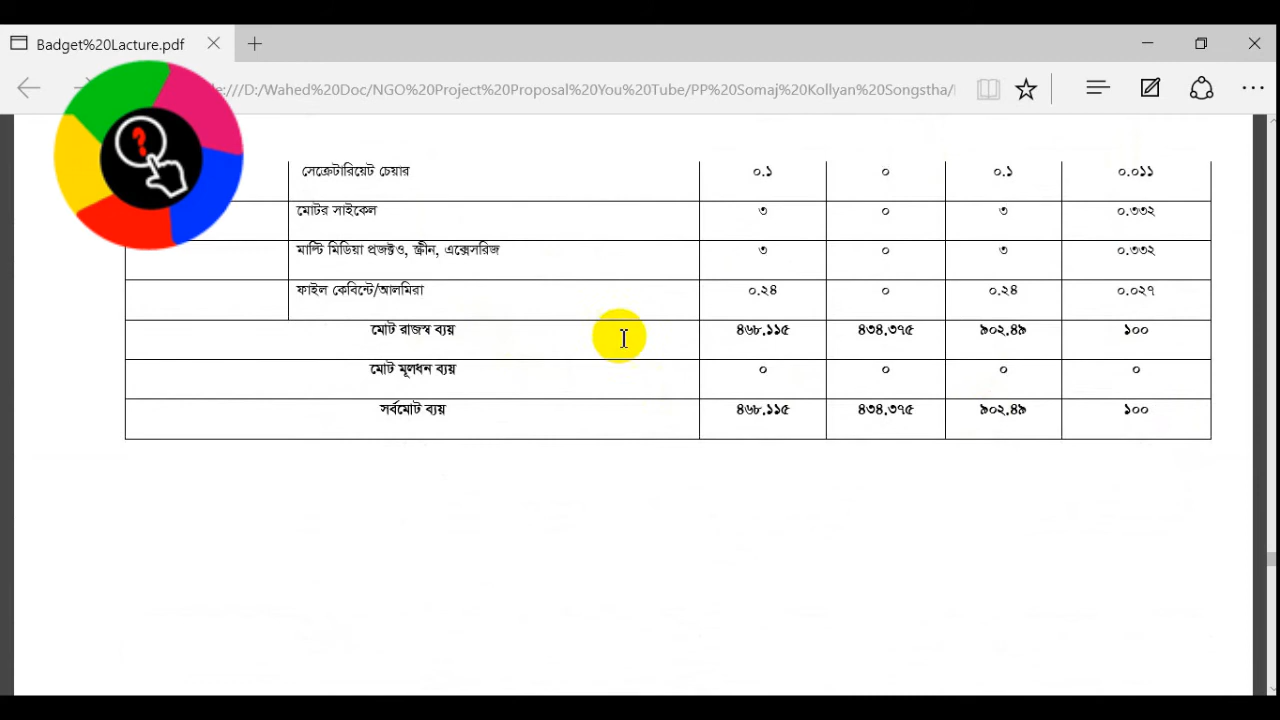 Badget%20Lacture.pdf
le:///D:/Wahed%20Doc/NGO%20Project%20Proposal%20You%20Tube/PP%20Somaj%20Kollyan%20Songstha/
?
সেক্রেটারিয়েট চেয়ার ০.১ ০ ০.১ ০.০১১
মোটর সাইকেল ৩ ০ ৩ ০.৩৩২
মাল্টি মিডিয়া প্রজক্টও, স্ক্রীন, এক্সেসরিজ ৩ ০ ৩ ০.৩৩২
ফাইল কেবিন্টে/আলমিরা ০.২৪ ০ ০.২৪ ০.০২৭
মোট রাজস্ব ব্যয় ৪৬৮.১১৫ ৪৩৪.৩৭৫ ৯০২.৪৯ ১০০
মোট মূলধন ব্যয় ০ ০ ০ ০
সর্বমোট ব্যয় ৪৬৮.১১৫ ৪৩৪.৩৭৫ ৯০২.৪৯ ১০০